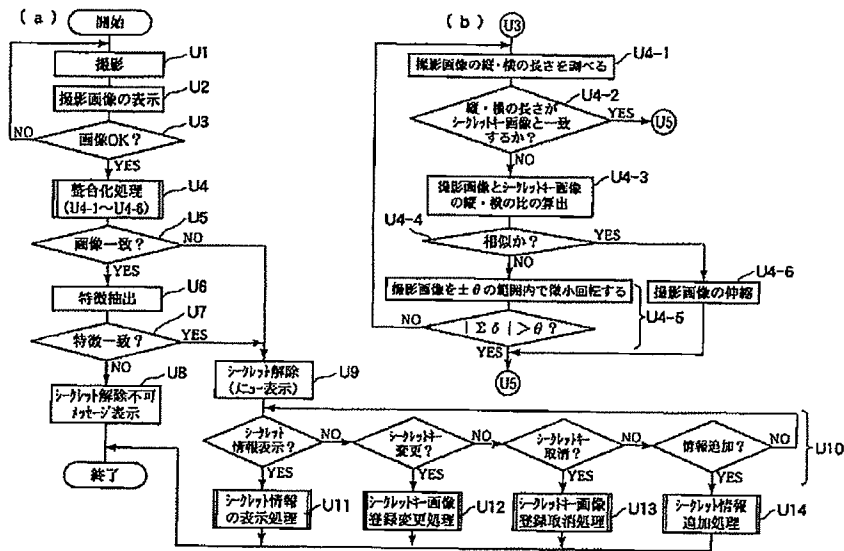 (a)
開始
撮影
U1
撮影画像の表示
U2
画像OK?
U3
NO
YES
整合化処理
(U4-1〜U4-6)
U4
画像一致?
U5
NO
YES
特徴抽出
U6
特徴一致?
U7
YES
NO
シークレット解除不可
メッセージ表示
U8
終了
シークレット解除
(メニュー表示)
U9
シークレット
情報表示?
NO
YES
シークレットキー
変更?
NO
YES
シークレットキー
取消?
NO
YES
情報追加?
NO
YES
U10
シークレット情報
の表示処理
U11
シークレットキー画像
登録変更処理
U12
シークレットキー画像
登録取消処理
U13
シークレット情報
追加処理
U14
(b)
U3
撮影画像の縦・横の長さを調べる
U4-1
縦・横の長さが
シークレットキー画像と一致
するか?
U4-2
YES
U5
NO
撮影画像とシークレットキー画像
の縦・横の比の算出
U4-3
相似か?
U4-4
YES
NO
撮影画像を±θの範囲内で微小回転する
U4-5
撮影画像の伸縮
U4-6
|Σδ|>θ?
NO
YES
U5